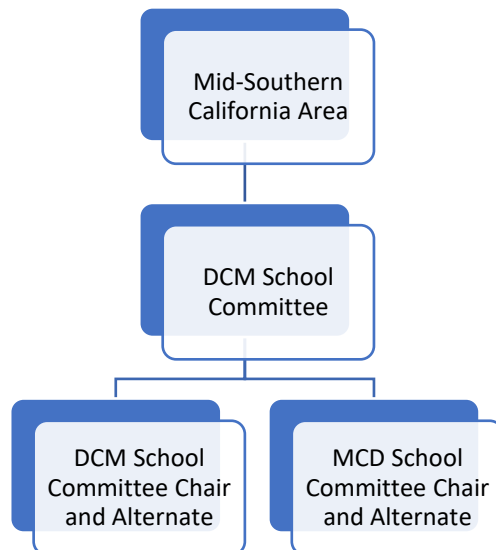 Mid-Southern
California Area
DCM School
Committee
DCM School
Committee Chair
and Alternate
MCD School
Committee Chair
and Alternate